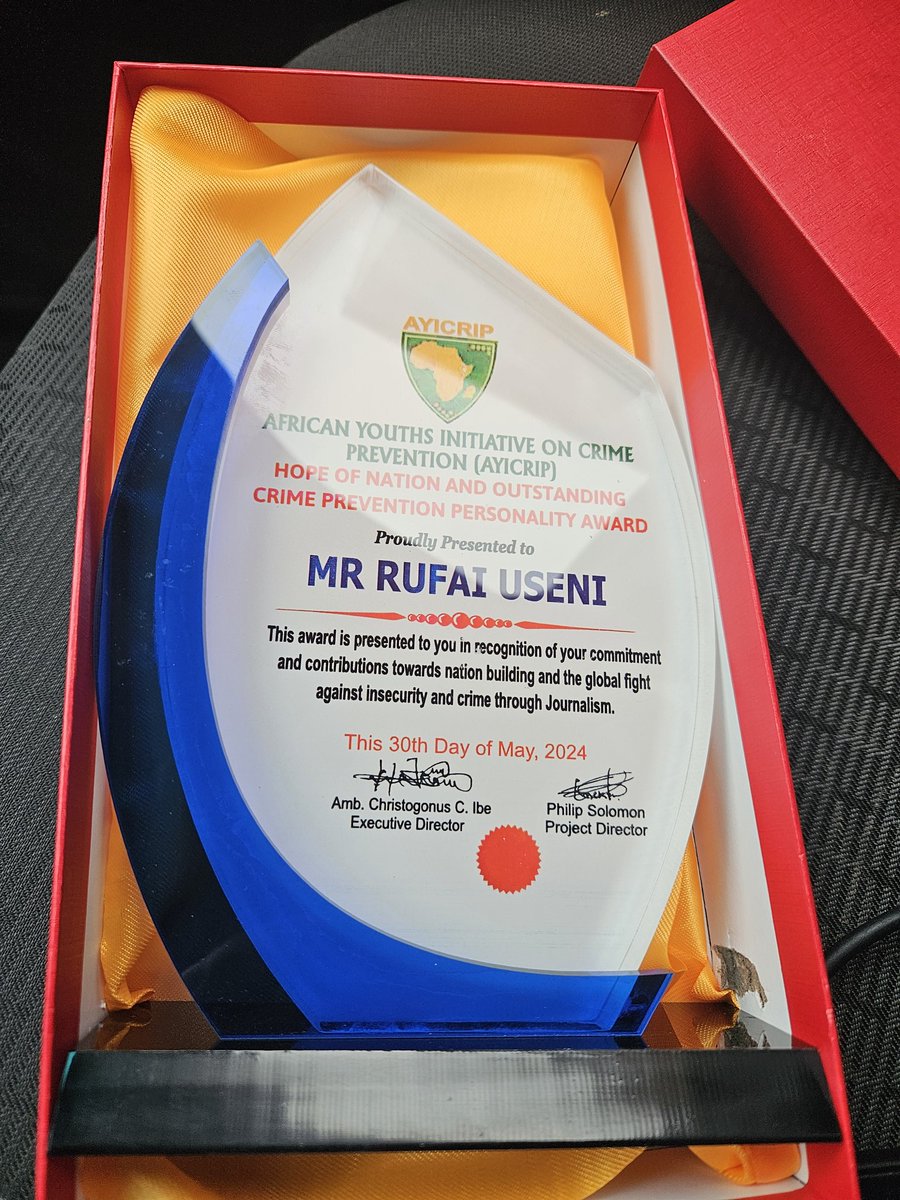 AYICRIP
AFRICAN YOUTHS INITIATIVE ON CRIME
PREVENTION (AYICRIP)
HOPE OF NATION AND OUTSTANDING
CRIME PREVENTION PERSONALITY AWARD
Proudly Presented to
MR RUFAI USENI
This award is presented to you in recognition of your commitment
and contributions towards nation building and the global fight
against insecurity and crime through Journalism.
This 30th Day of May, 2024
Amb. Christogonus C. Ibe
Executive Director
Philip Solomon
Project Director